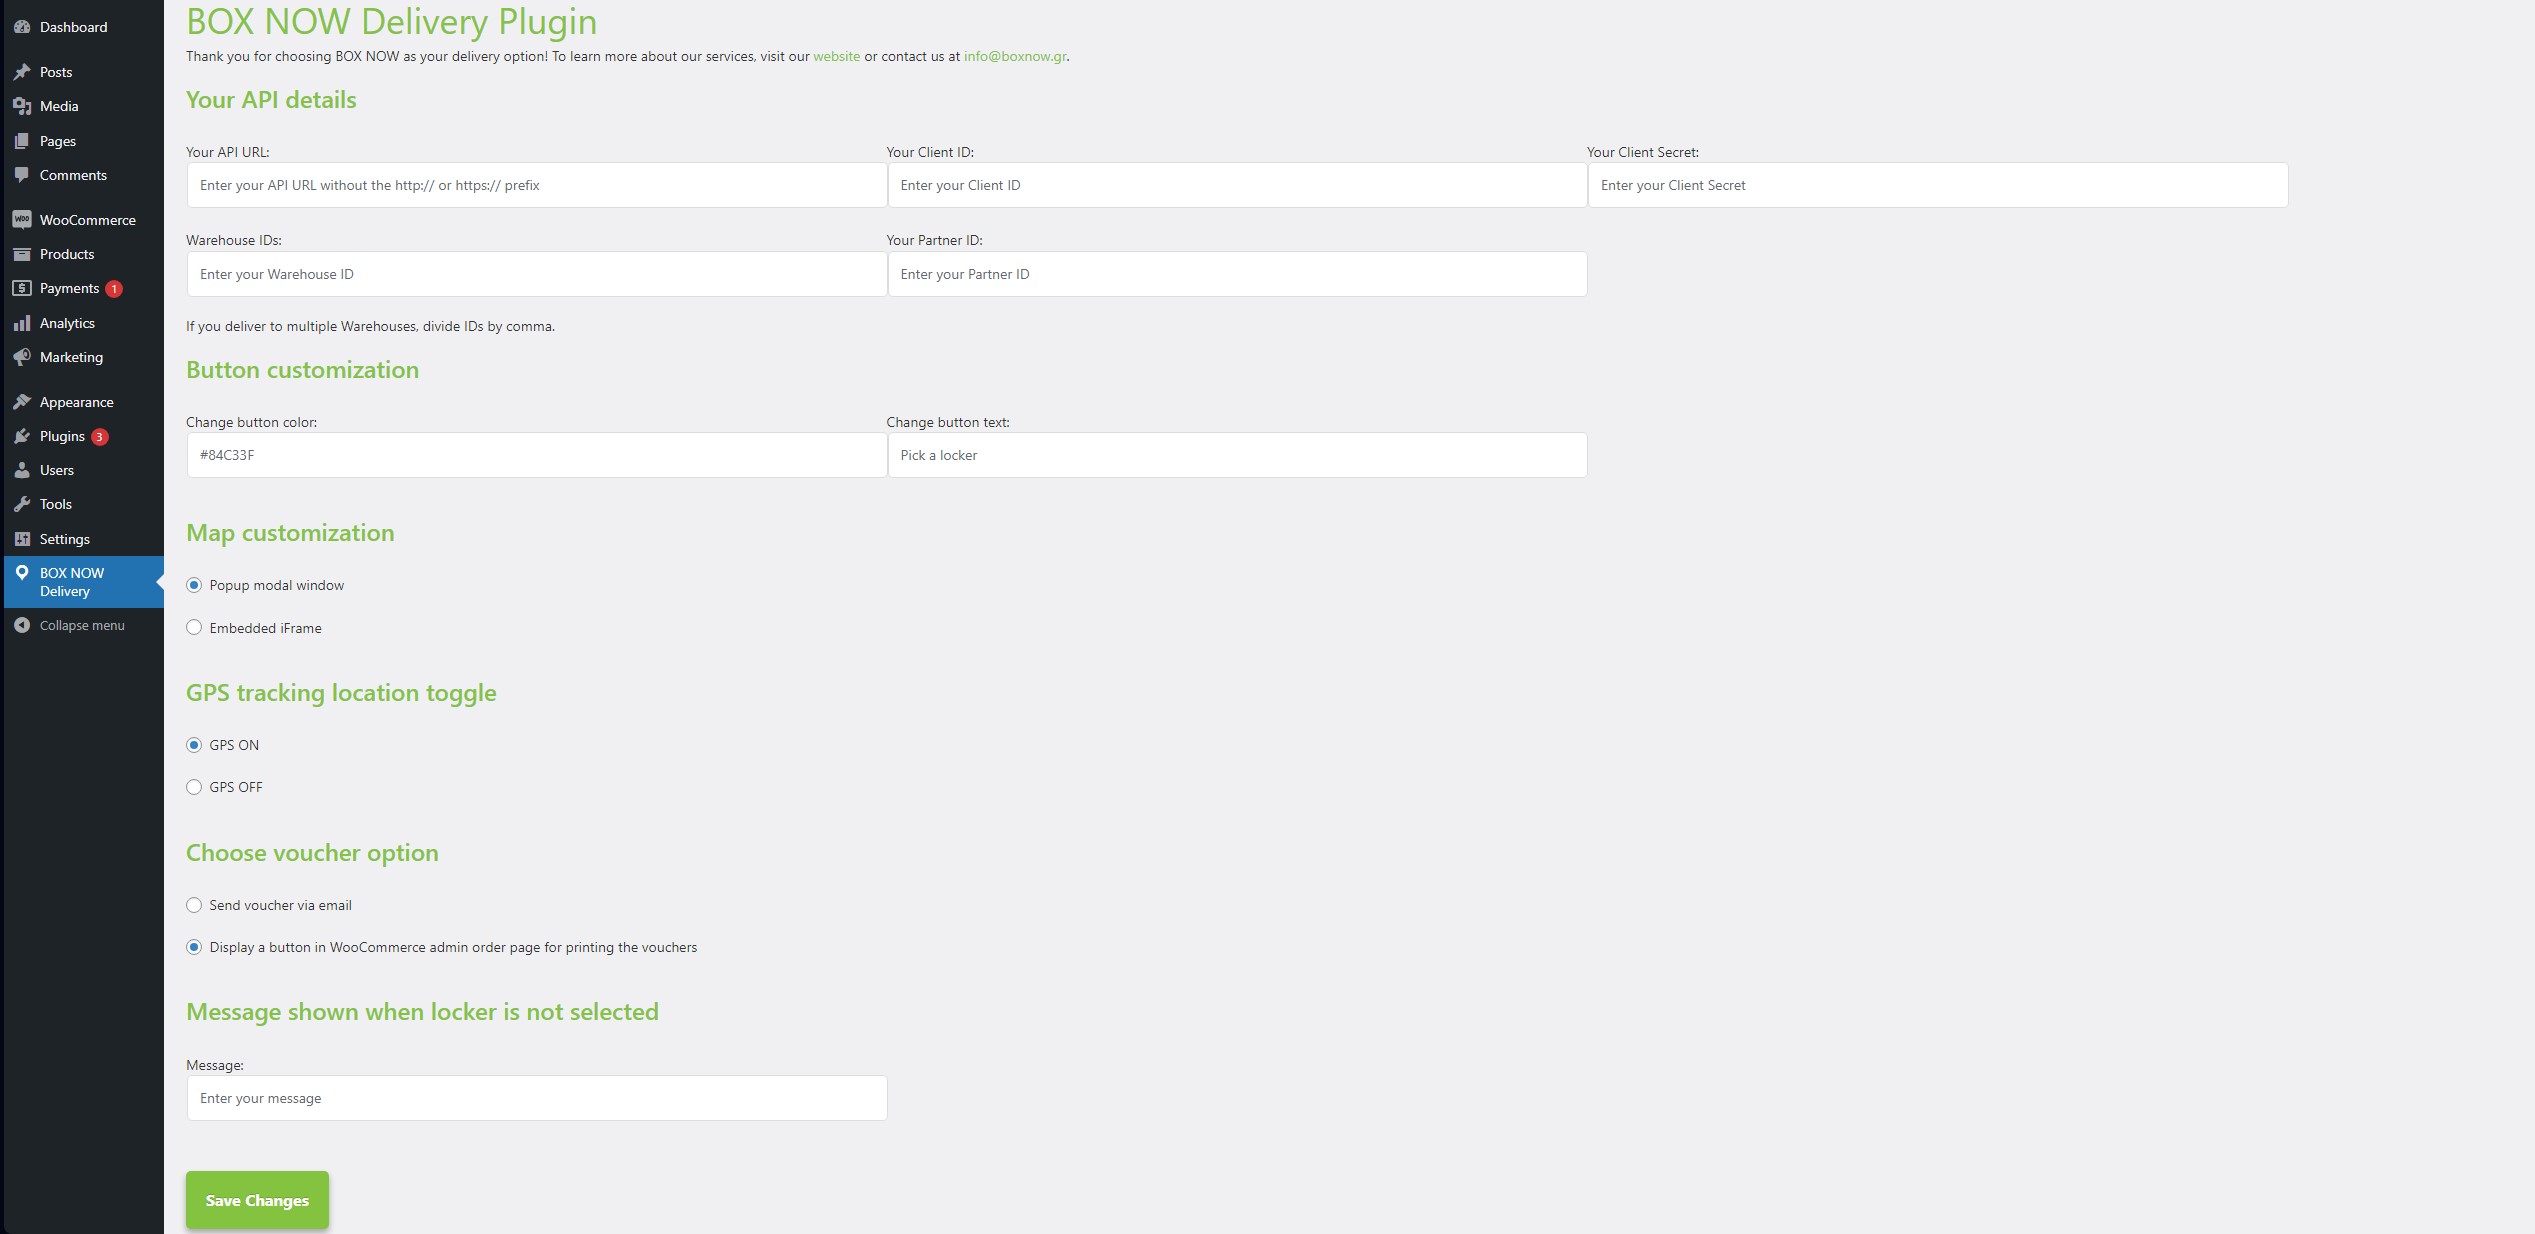 Dashboard
Posts
Media
Pages
Comments
WOO WooCommerce
Products
Payments 1
Analytics
Marketing
Appearance
Plugins 3
Users
Tools
Settings
BOX NOW
Delivery
Collapse menu
BOX NOW Delivery Plugin
Thank you for choosing BOX NOW as your delivery option! To learn more about our services, visit our website or contact us at info@boxnow.gr.
Your API details
Your API URL: Your Client ID: Your Client Secret:
Enter your API URL without the http:// or https:// prefix Enter your Client ID Enter your Client Secret
Warehouse IDs: Your Partner ID:
Enter your Warehouse ID Enter your Partner ID
If you deliver to multiple Warehouses, divide IDs by comma.
Button customization
Change button color: Change button text:
#84C33F Pick a locker
Map customization
Popup modal window
Embedded iFrame
GPS tracking location toggle
GPS ON
GPS OFF
Choose voucher option
Send voucher via email
Display a button in WooCommerce admin order page for printing the vouchers
Message shown when locker is not selected
Message:
Enter your message
Save Changes